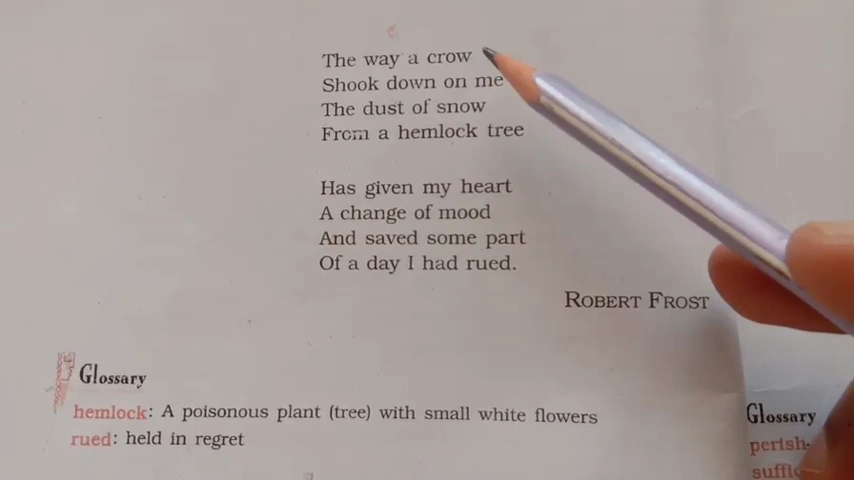 The way a crow
Shook down on me
The dust of snow
From a hemlock tree
Has given my heart
A change of mood
And saved some part
Of a day I had rued.
ROBERT FROST
Glossary
hemlock: A poisonous plant (tree) with small white flowers
rued: held in regret
Glossary